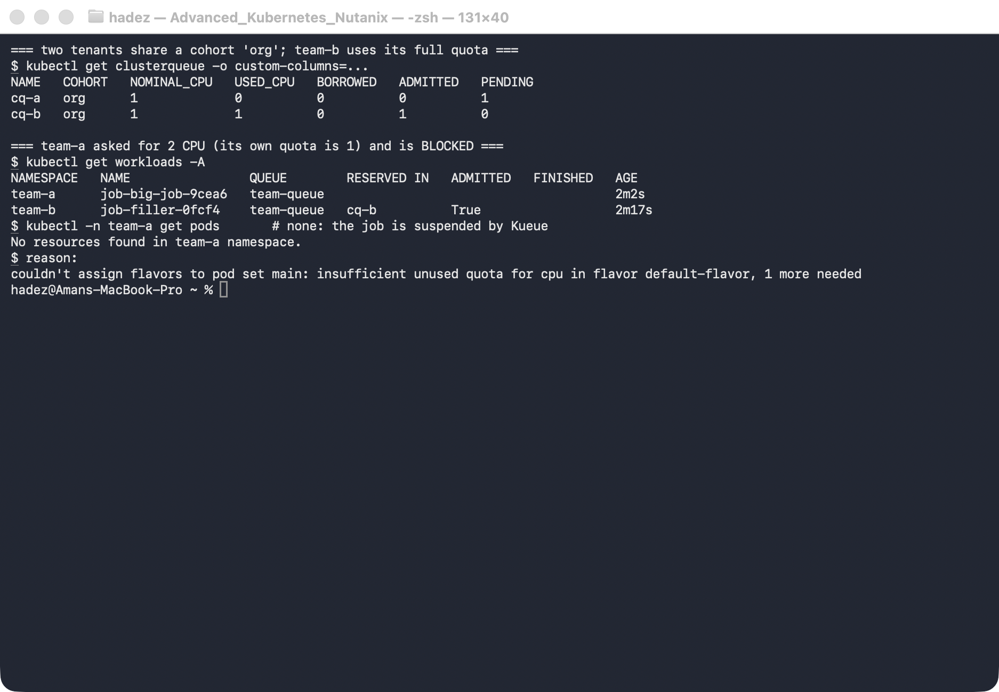 hadez — Advanced_Kubernetes_Nutanix — -zsh — 131×40
=== two tenants share a cohort 'org'; team-b uses its full quota ===
$ kubectl get clusterqueue -o custom-columns=...
NAME   COHORT   NOMINAL_CPU   USED_CPU   BORROWED   ADMITTED   PENDING
cq-a   org      1             0          0          0          1
cq-b   org      1             1          0          1          0

=== team-a asked for 2 CPU (its own quota is 1) and is BLOCKED ===
$ kubectl get workloads -A
NAMESPACE   NAME                QUEUE        RESERVED IN   ADMITTED   FINISHED   AGE
team-a      job-big-job-9cea6   team-queue                                       2m2s
team-b      job-filler-0fcf4    team-queue   cq-b          True                  2m17s
$ kubectl -n team-a get pods       # none: the job is suspended by Kueue
No resources found in team-a namespace.
$ reason:
couldn't assign flavors to pod set main: insufficient unused quota for cpu in flavor default-flavor, 1 more needed
hadez@Amans-MacBook-Pro ~ %